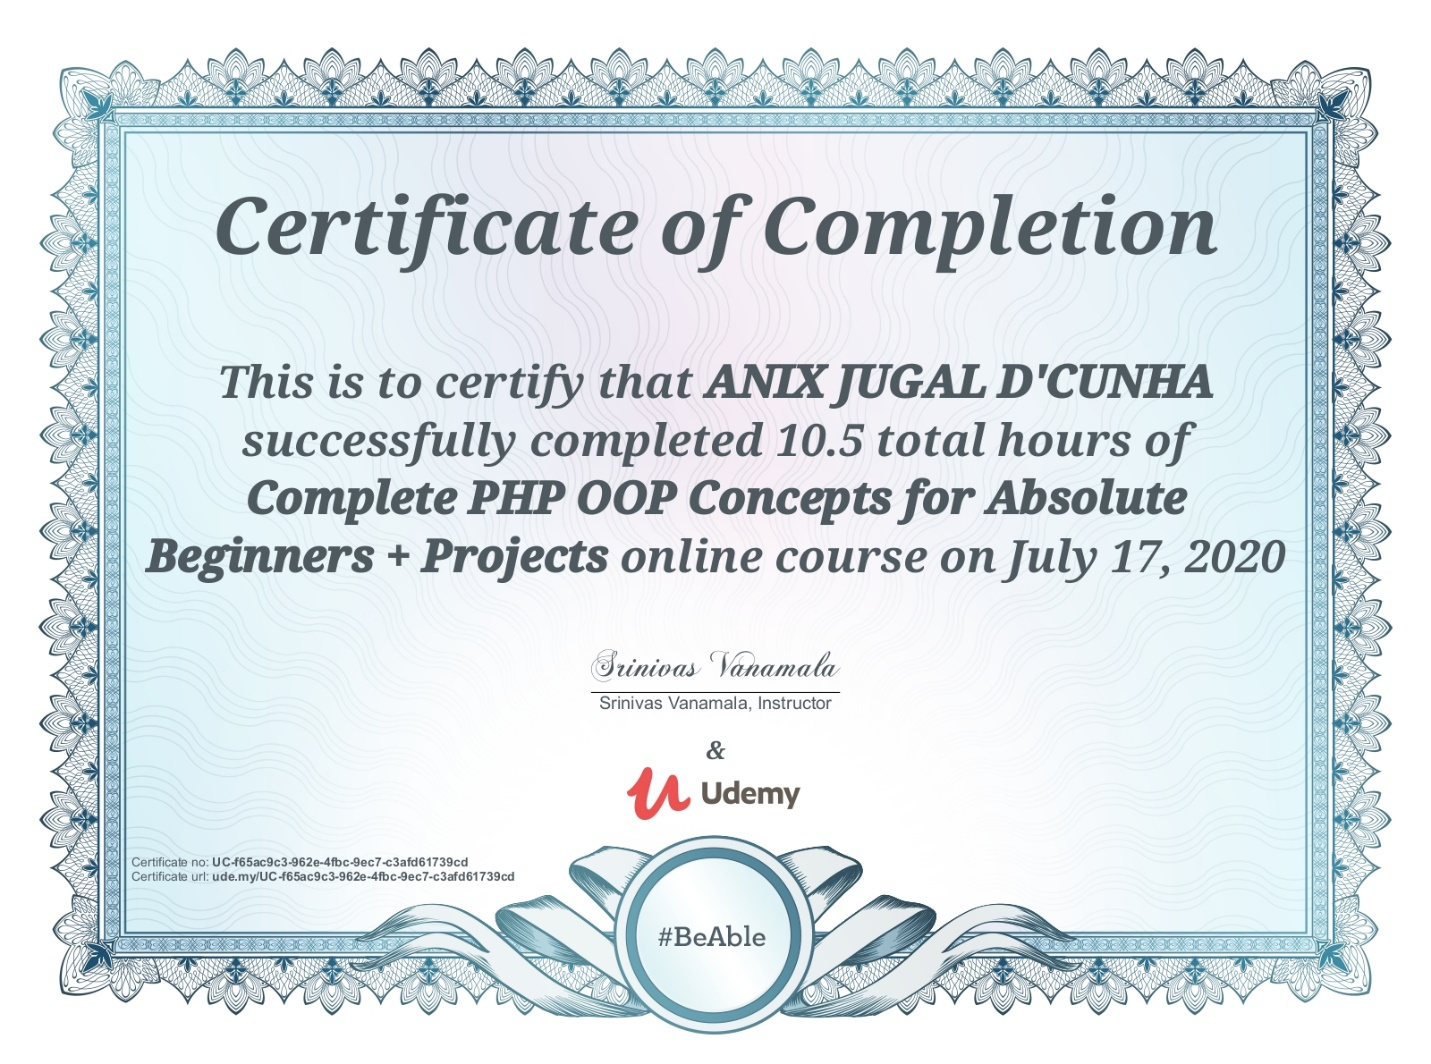 Certificate of Completion
This is to certify that ANIX JUGAL D'CUNHA
successfully completed 10.5 total hours of
Complete PHP OOP Concepts for Absolute
Beginners + Projects online course on July 17, 2020
Srinivas Vanamala
Srinivas Vanamala, Instructor
&
Udemy
Certificate no: UC-f65ac9c3-962e-4fbc-9ec7-c3afd61739cd
Certificate url: ude.my/UC-f65ac9c3-962e-4fbc-9ec7-c3afd61739cd
#BeAble